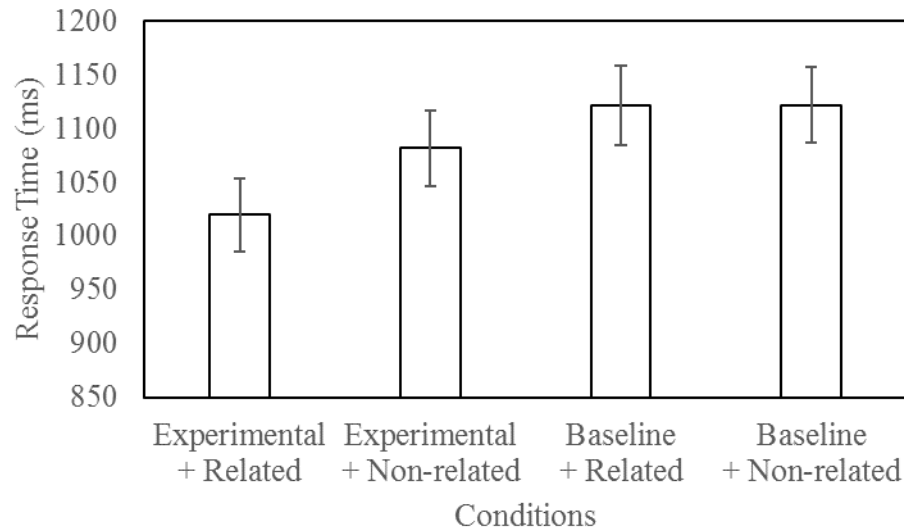 Response Time (ms)
1200
1150
1100
1050
1000
950
900
850
Experimental
+ Related
Experimental
+ Non-related
Baseline
+ Related
Baseline
+ Non-related
Conditions